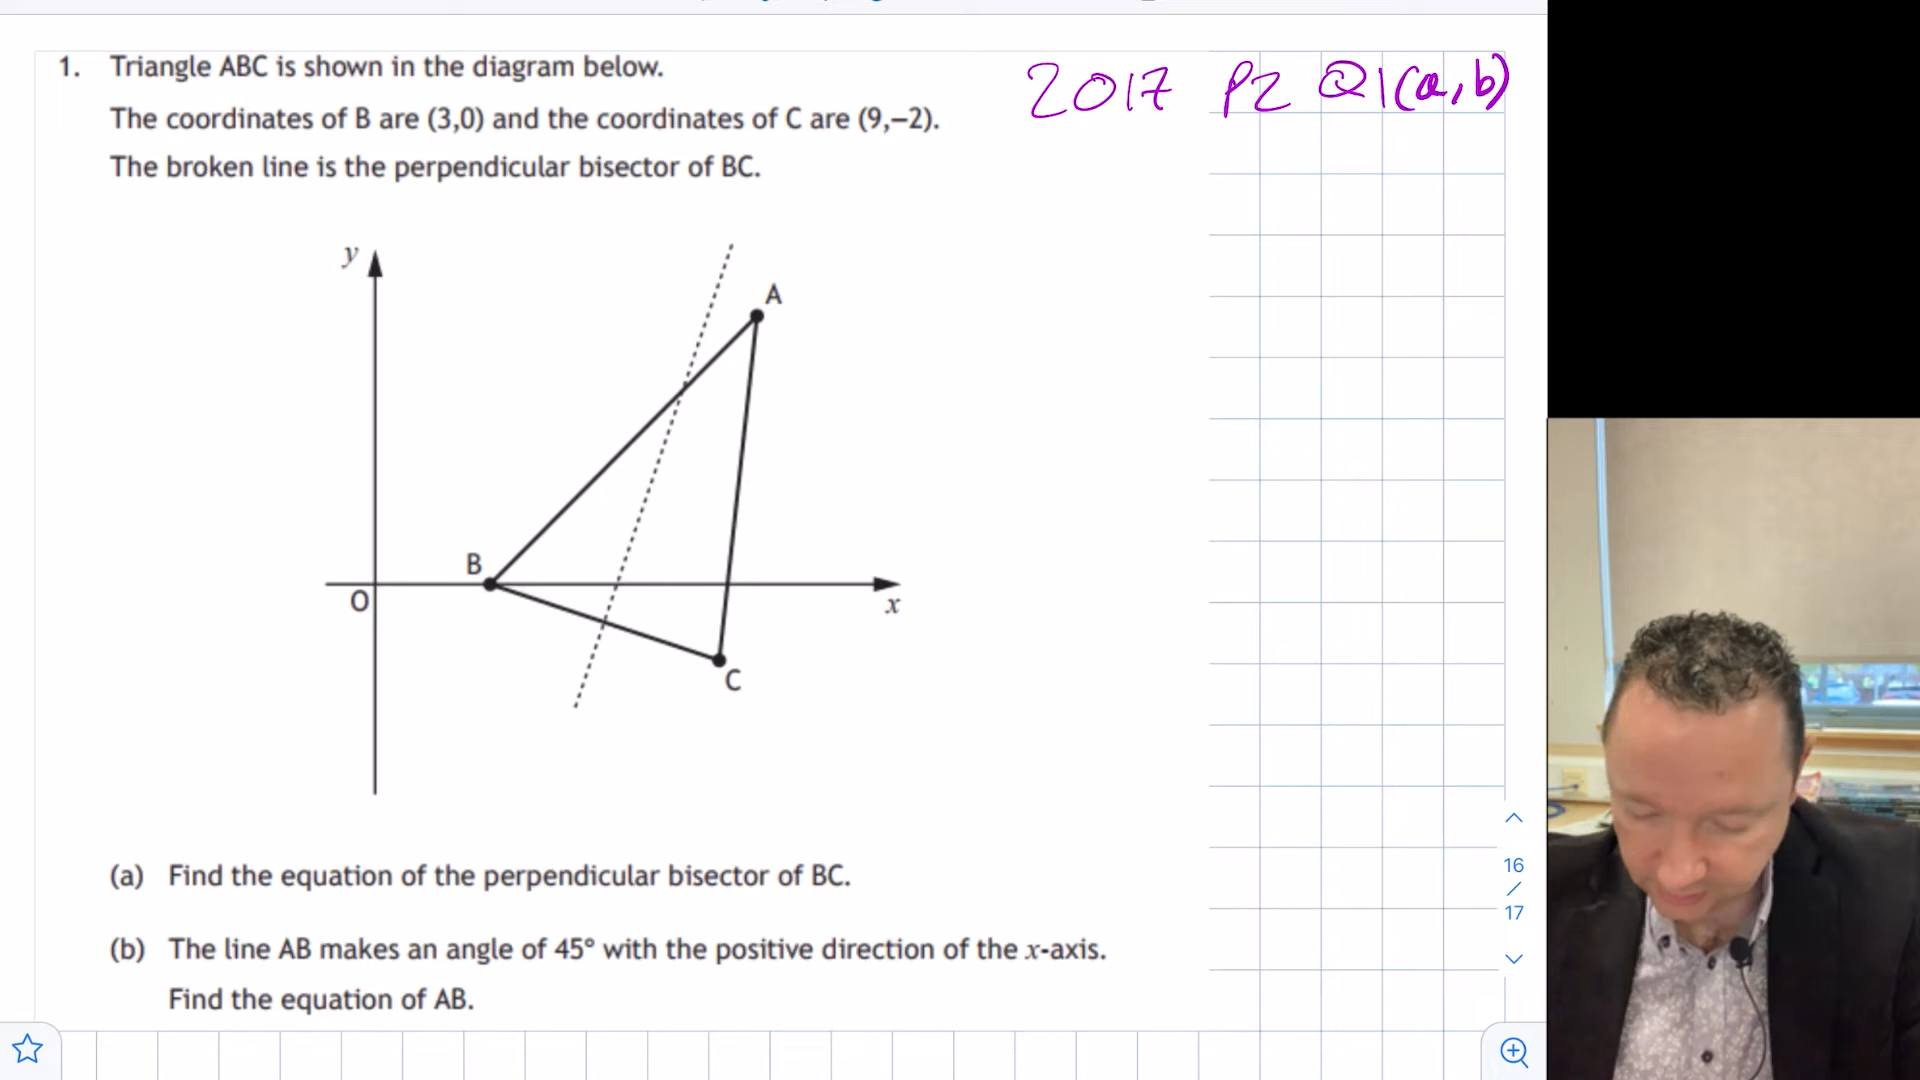 1. Triangle ABC is shown in the diagram below.
2017 P2 Q1(a,b)
The coordinates of B are (3,0) and the coordinates of C are (9,−2).
The broken line is the perpendicular bisector of BC.
y
A
B
O
x
C
(a) Find the equation of the perpendicular bisector of BC.
(b) The line AB makes an angle of 45° with the positive direction of the x-axis.
Find the equation of AB.
16
/
17